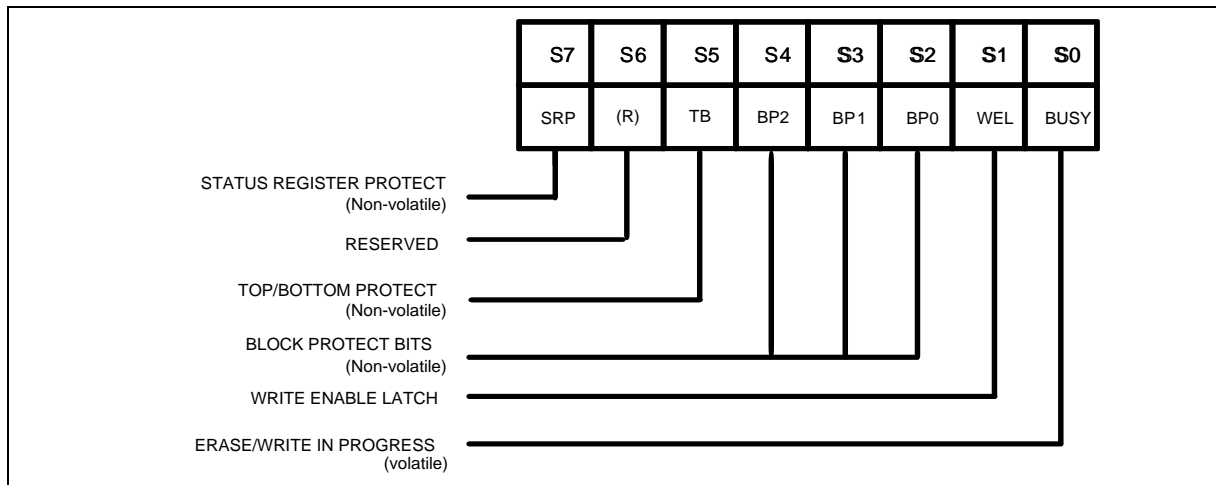 S7 S6 S5 S4 S3 S2 S1 S0
SRP (R) TB BP2 BP1 BP0 WEL BUSY
STATUS REGISTER PROTECT
(Non-volatile)
RESERVED
TOP/BOTTOM PROTECT
(Non-volatile)
BLOCK PROTECT BITS
(Non-volatile)
WRITE ENABLE LATCH
ERASE/WRITE IN PROGRESS
(volatile)